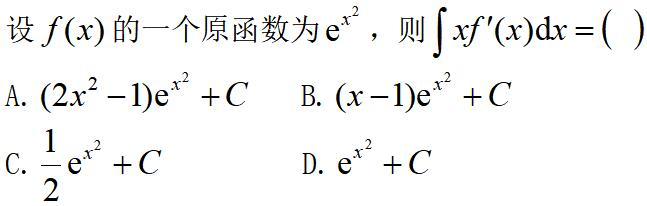 设 f(x) 的一个原函数为 e^{x^2} ，则 ∫ xf′(x)dx = ( )
A. (2x^2 −1)e^{x^2} + C B. (x −1)e^{x^2} + C
C. \frac{1}{2} e^{x^2} + C D. e^{x^2} + C